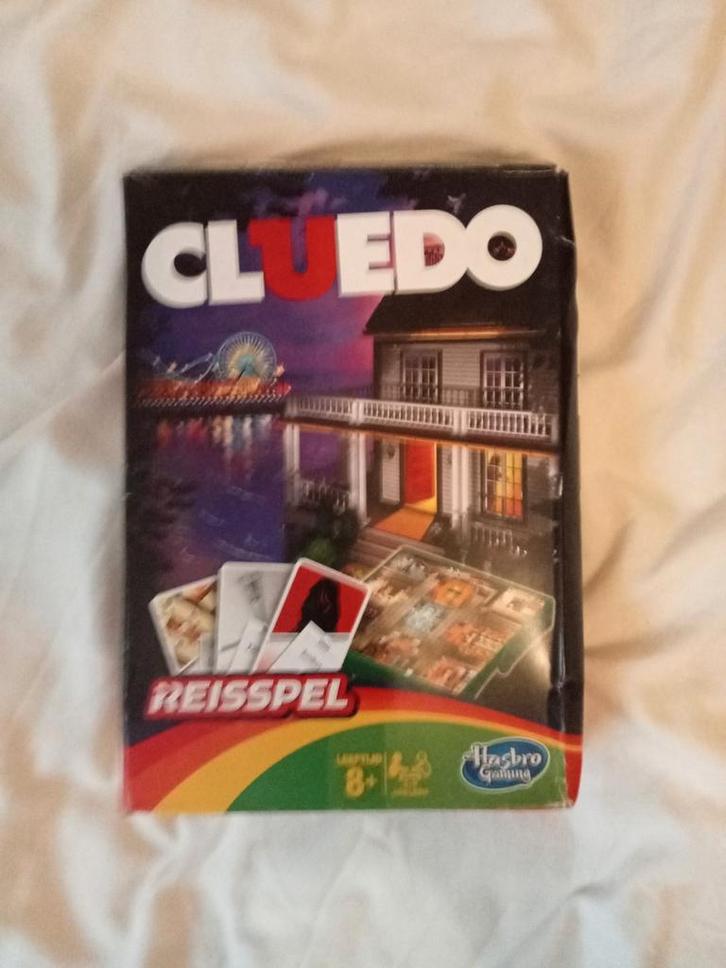 CLUEDO
REISSPEL
LEEFTIJD
8+
Hasbro
Gaming